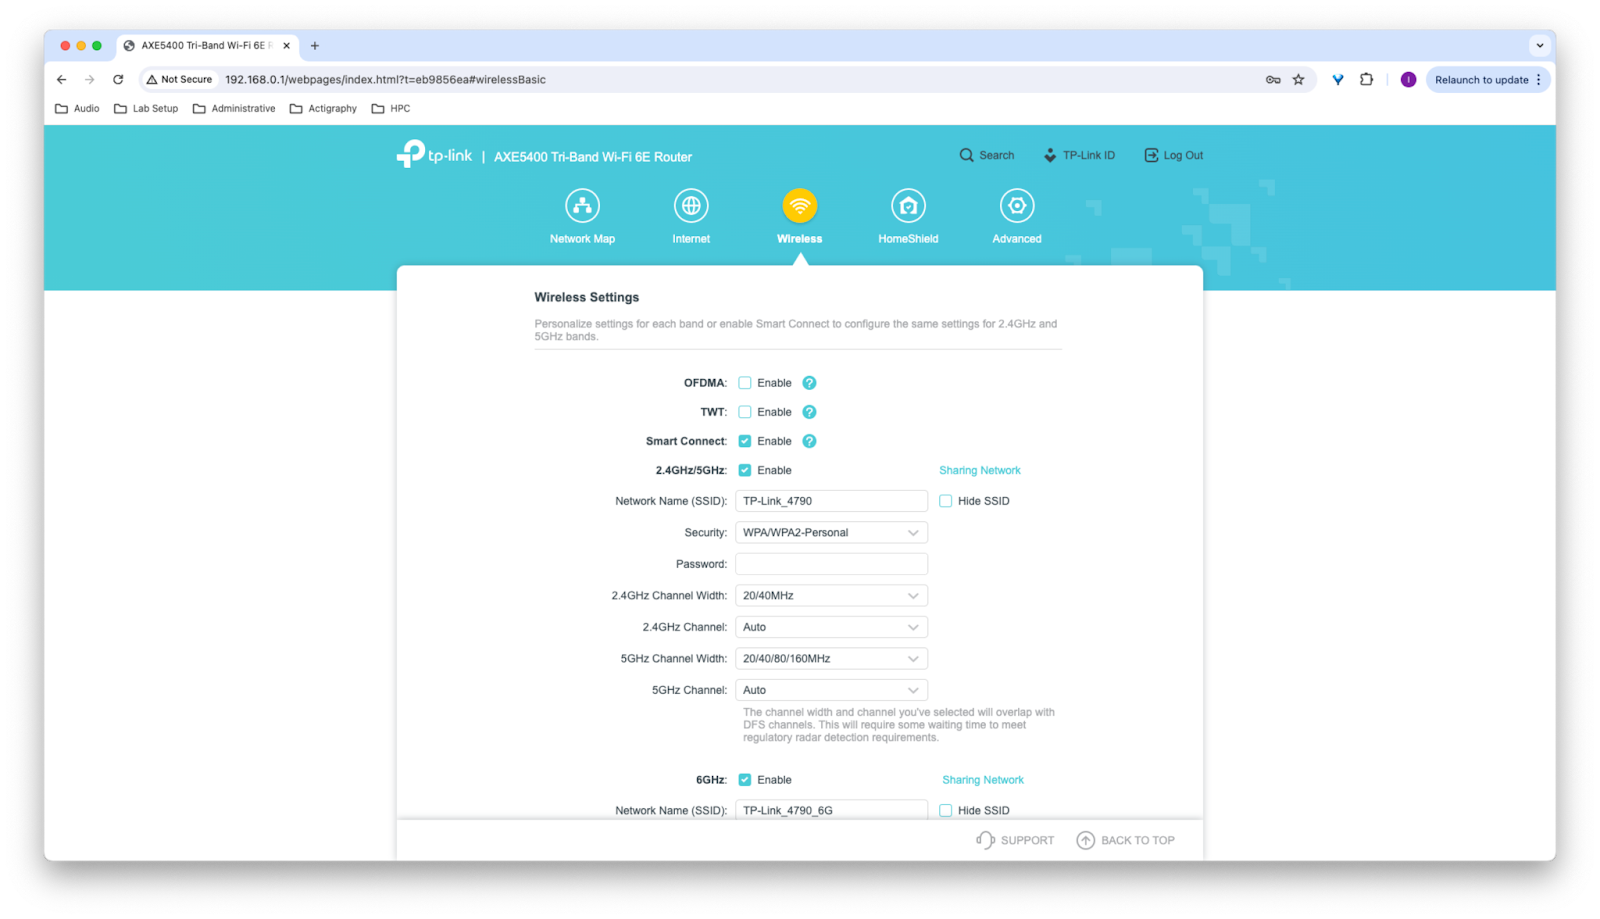 AXE5400 Tri-Band Wi-Fi 6E R
Not Secure 192.168.0.1/webpages/index.html?t=eb9856ea#wirelessBasic I Relaunch to update
Audio Lab Setup Administrative Actigraphy HPC
tp-link | AXE5400 Tri-Band Wi-Fi 6E Router Search TP-Link ID Log Out
Network Map Internet Wireless HomeShield Advanced
Wireless Settings
Personalize settings for each band or enable Smart Connect to configure the same settings for 2.4GHz and
5GHz bands.
OFDMA: Enable ?
TWT: Enable ?
Smart Connect: Enable ?
2.4GHz/5GHz: Enable Sharing Network
Network Name (SSID): TP-Link_4790 Hide SSID
Security: WPA/WPA2-Personal
Password:
2.4GHz Channel Width: 20/40MHz
2.4GHz Channel: Auto
5GHz Channel Width: 20/40/80/160MHz
5GHz Channel: Auto
The channel width and channel you've selected will overlap with
DFS channels. This will require some waiting time to meet
regulatory radar detection requirements.
6GHz: Enable Sharing Network
Network Name (SSID): TP-Link_4790_6G Hide SSID
SUPPORT BACK TO TOP